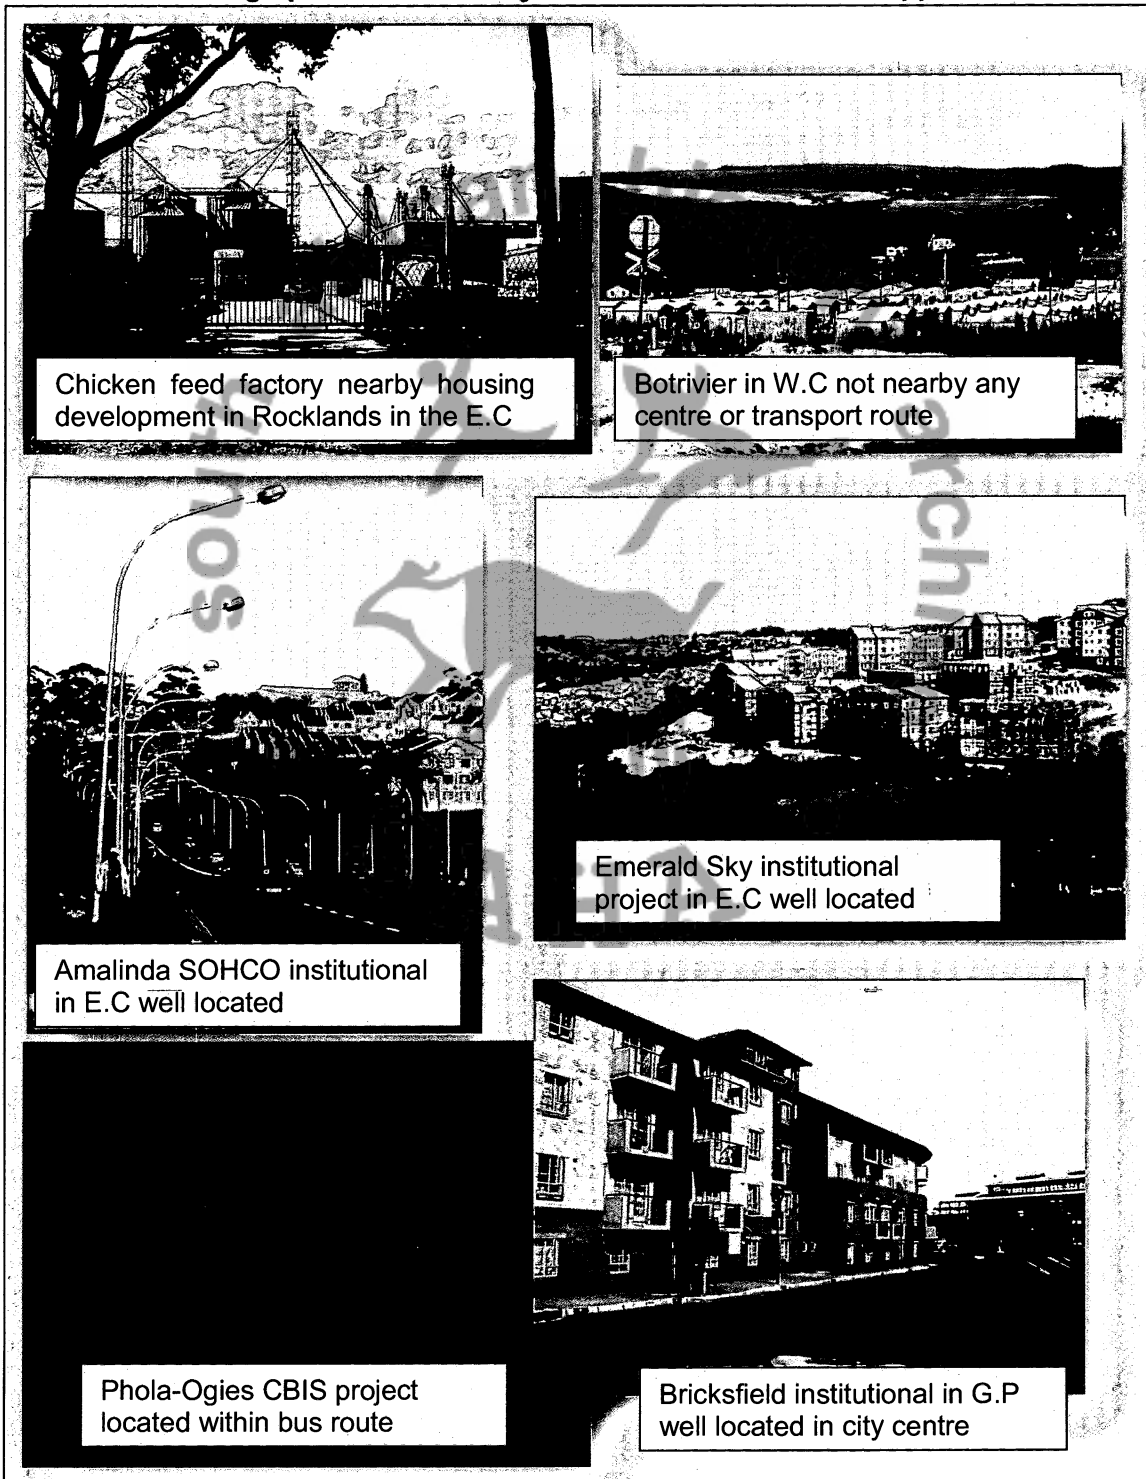 Chicken feed factory nearby housing
development in Rocklands in the E.C
Botrivier in W.C not nearby any
centre or transport route
Amalinda SOHCO institutional
in E.C well located
Emerald Sky institutional
project in E.C well located
Phola-Ogies CBIS project
located within bus route
Bricksfield institutional in G.P
well located in city centre
south
archi